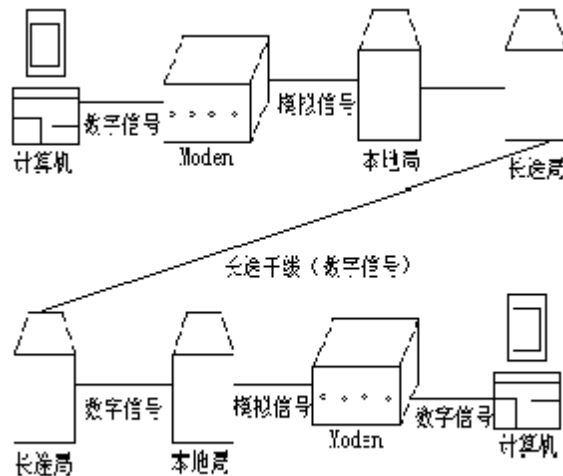 数字信号
模拟信号
计算机
Moden
本地局
长途局
长途干线（数字信号）
数字信号
模拟信号
数字信号
长途局
本地局
Moden
计算机